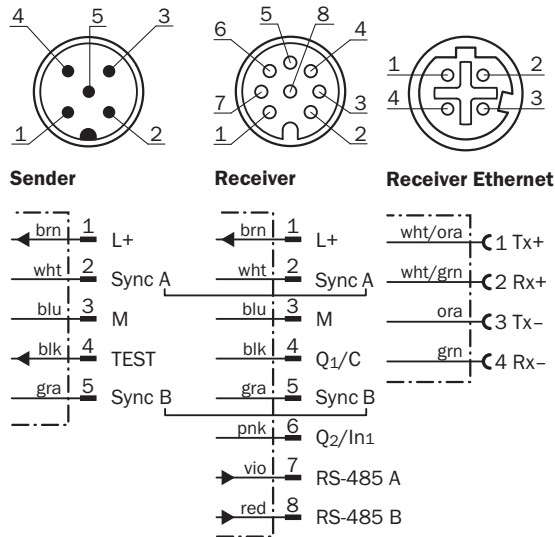 4 5 3
1 2
5 8
6 4
7 3
1 2
1 2
4 3
Sender
brn 1 L+
wht 2 Sync A
blu 3 M
blk 4 TEST
gra 5 Sync B
Receiver
brn 1 L+
wht 2 Sync A
blu 3 M
blk 4 Q1/C
gra 5 Sync B
pnk 6 Q2/In1
vio 7 RS-485 A
red 8 RS-485 B
Receiver Ethernet
wht/ora 1 Tx+
wht/grn 2 Rx+
ora 3 Tx–
grn 4 Rx–